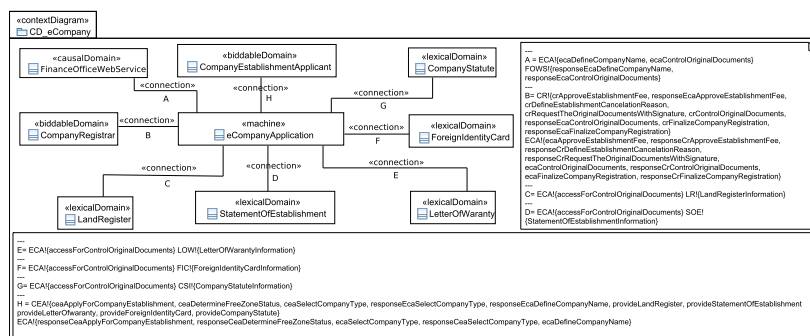 «contextDiagram»
CD_eCompany
«causalDomain»
FinanceOfficeWebService
«biddableDomain»
CompanyEstablishmentApplicant
«lexicalDomain»
CompanyStatute
«connection»
A
«connection»
H
«connection»
G
«biddableDomain»
CompanyRegistrar
«connection»
B
«machine»
eCompanyApplication
«connection»
F
«lexicalDomain»
ForeignIdentityCard
«connection»
C
«connection»
D
«connection»
E
«lexicalDomain»
LandRegister
«lexicalDomain»
StatementOfEstablishment
«lexicalDomain»
LetterOfWaranty
---
A = ECA!{ecaDefineCompanyName, ecaControlOriginalDocuments}
FOWS!{responseEcaDefineCompanyName,
responseEcaControlOriginalDocuments}
---
B= CR!{crApproveEstablishmentFee, responseEcaApproveEstablishmentFee,
crDefineEstablishmentCancelationReason,
crRequestTheOriginalDocumentsWithSignature, crControlOriginalDocuments,
responseEcaControlOriginalDocuments, crFinalizeCompanyRegistration,
responseEcaFinalizeCompanyRegistration}
ECA!{ecaApproveEstablishmentFee, responseCrApproveEstablishmentFee,
responseCrDefineEstablishmentCancelationReason,
responseCrRequestTheOriginalDocumentsWithSignature,
ecaControlOriginalDocuments, responseCrControlOriginalDocuments,
ecaFinalizeCompanyRegistration, responseCrFinalizeCompanyRegistration}
---
C= ECA!{accessForControlOriginalDocuments} LR!{LandRegisterInformation}
---
D= ECA!{accessForControlOriginalDocuments} SOE!
{StatementOfEstablishmentInformation}
---
E= ECA!{accessForControlOriginalDocuments} LOW!{LetterOfWarantyInformation}
---
F= ECA!{accessForControlOriginalDocuments} FIC!{ForeignIdentityCardInformation}
---
G= ECA!{accessForControlOriginalDocuments} CSI!{CompanyStatuteInformation}
---
H = CEA!{ceaApplyForCompanyEstablishment, ceaDetermineFreeZoneStatus, ceaSelectCompanyType, responseEcaSelectCompanyType, responseEcaDefineCompanyName, provideLandRegister, provideStatementOfEstablishment
provideLetterOfwaranty, provideForeignIdentityCard, provideCompanyStatute}
ECA!{responseCeaApplyForCompanyEstablishment, responseCeaDetermineFreeZoneStatus, ecaSelectCompanyType, responseCeaSelectCompanyType, ecaDefineCompanyName}